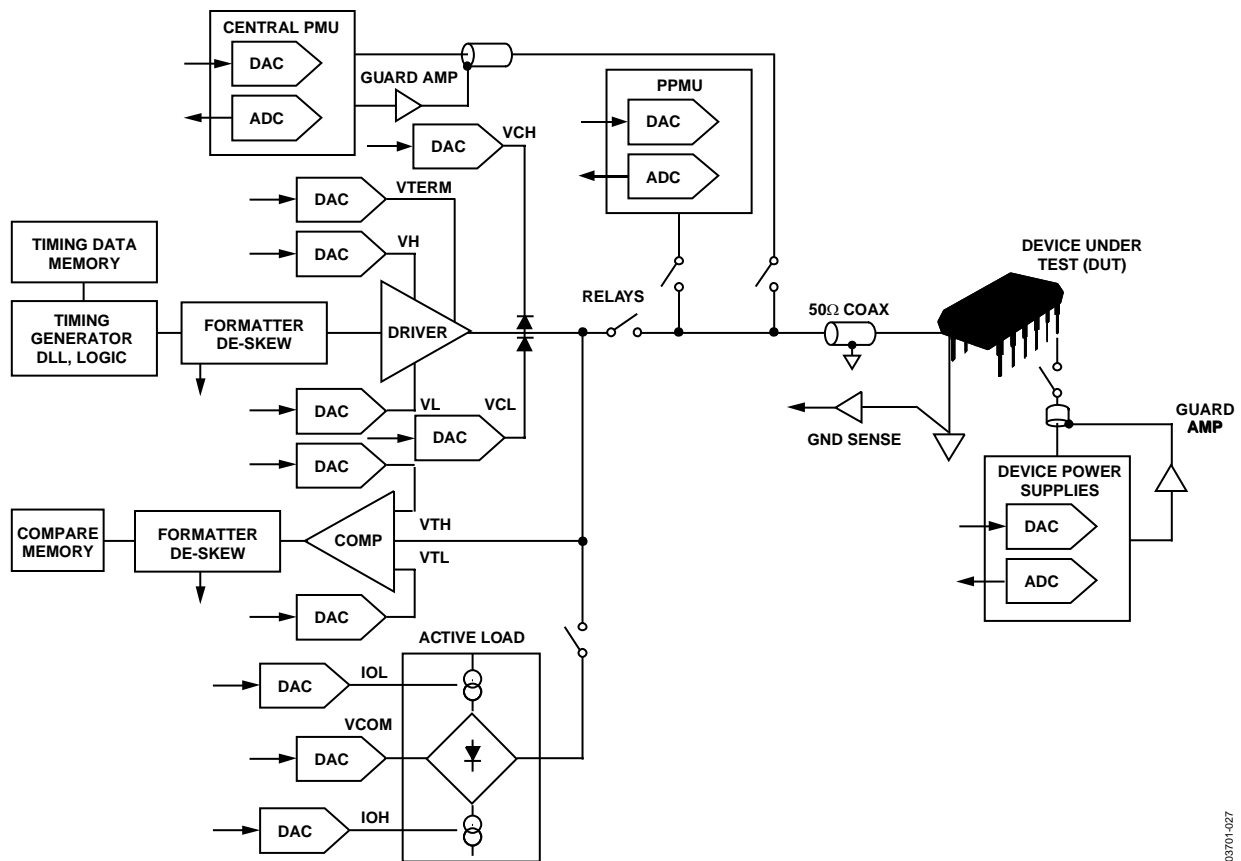 CENTRAL PMU
DAC
ADC
GUARD AMP
PPMU
DAC
ADC
VCH
DAC
VTERM
DAC
VH
DAC
TIMING DATA
MEMORY
TIMING
GENERATOR
DLL, LOGIC
FORMATTER
DE-SKEW
DRIVER
RELAYS
50Ω COAX
DEVICE UNDER
TEST (DUT)
VL
DAC
VCL
DAC
DAC
GND SENSE
GUARD
AMP
DEVICE POWER
SUPPLIES
DAC
ADC
COMPARE
MEMORY
FORMATTER
DE-SKEW
COMP
VTH
VTL
DAC
ACTIVE LOAD
IOL
DAC
VCOM
DAC
IOH
DAC
03701-027